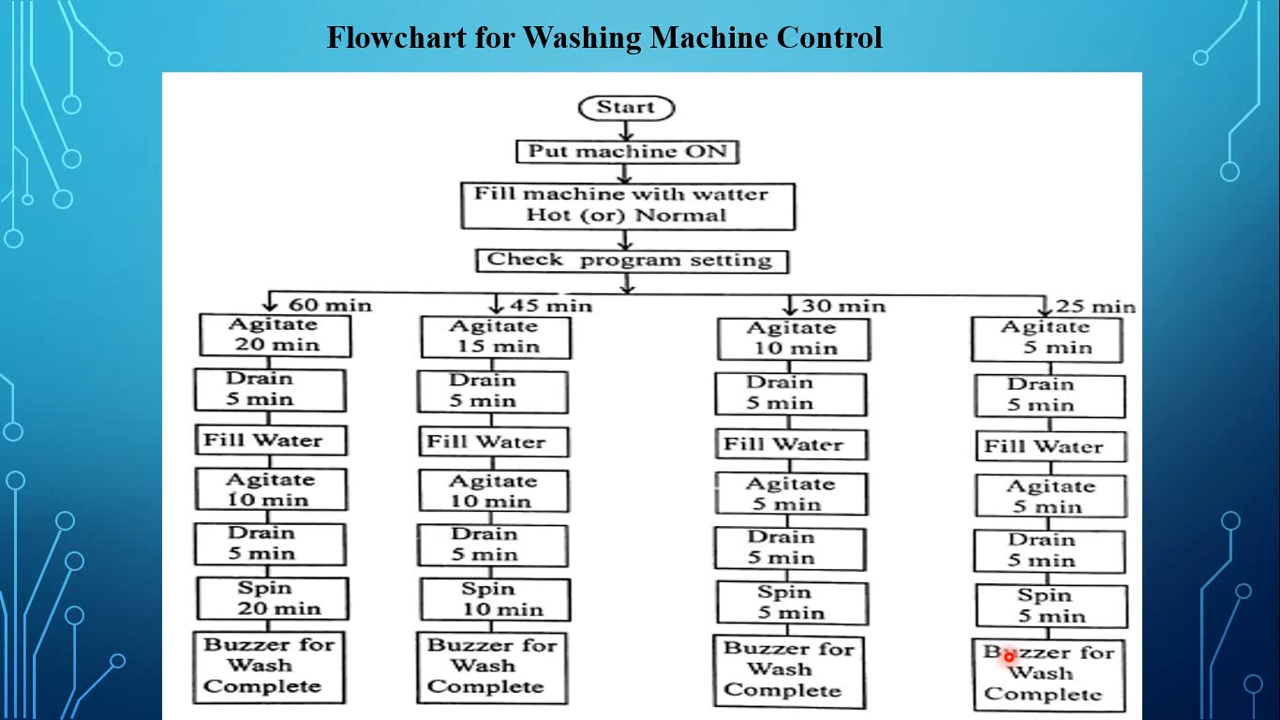 Flowchart for Washing Machine Control
Start
Put machine ON
Fill machine with watter
Hot (or) Normal
Check program setting
60 min
45 min
30 min
25 min
Agitate
20 min
Drain
5 min
Fill Water
Agitate
10 min
Drain
5 min
Spin
20 min
Buzzer for
Wash
Complete
Agitate
15 min
Drain
5 min
Fill Water
Agitate
10 min
Drain
5 min
Spin
10 min
Buzzer for
Wash
Complete
Agitate
10 min
Drain
5 min
Fill Water
Agitate
5 min
Drain
5 min
Spin
5 min
Buzzer for
Wash
Complete
Agitate
5 min
Drain
5 min
Fill Water
Agitate
5 min
Drain
5 min
Spin
5 min
Buzzer for
Wash
Complete